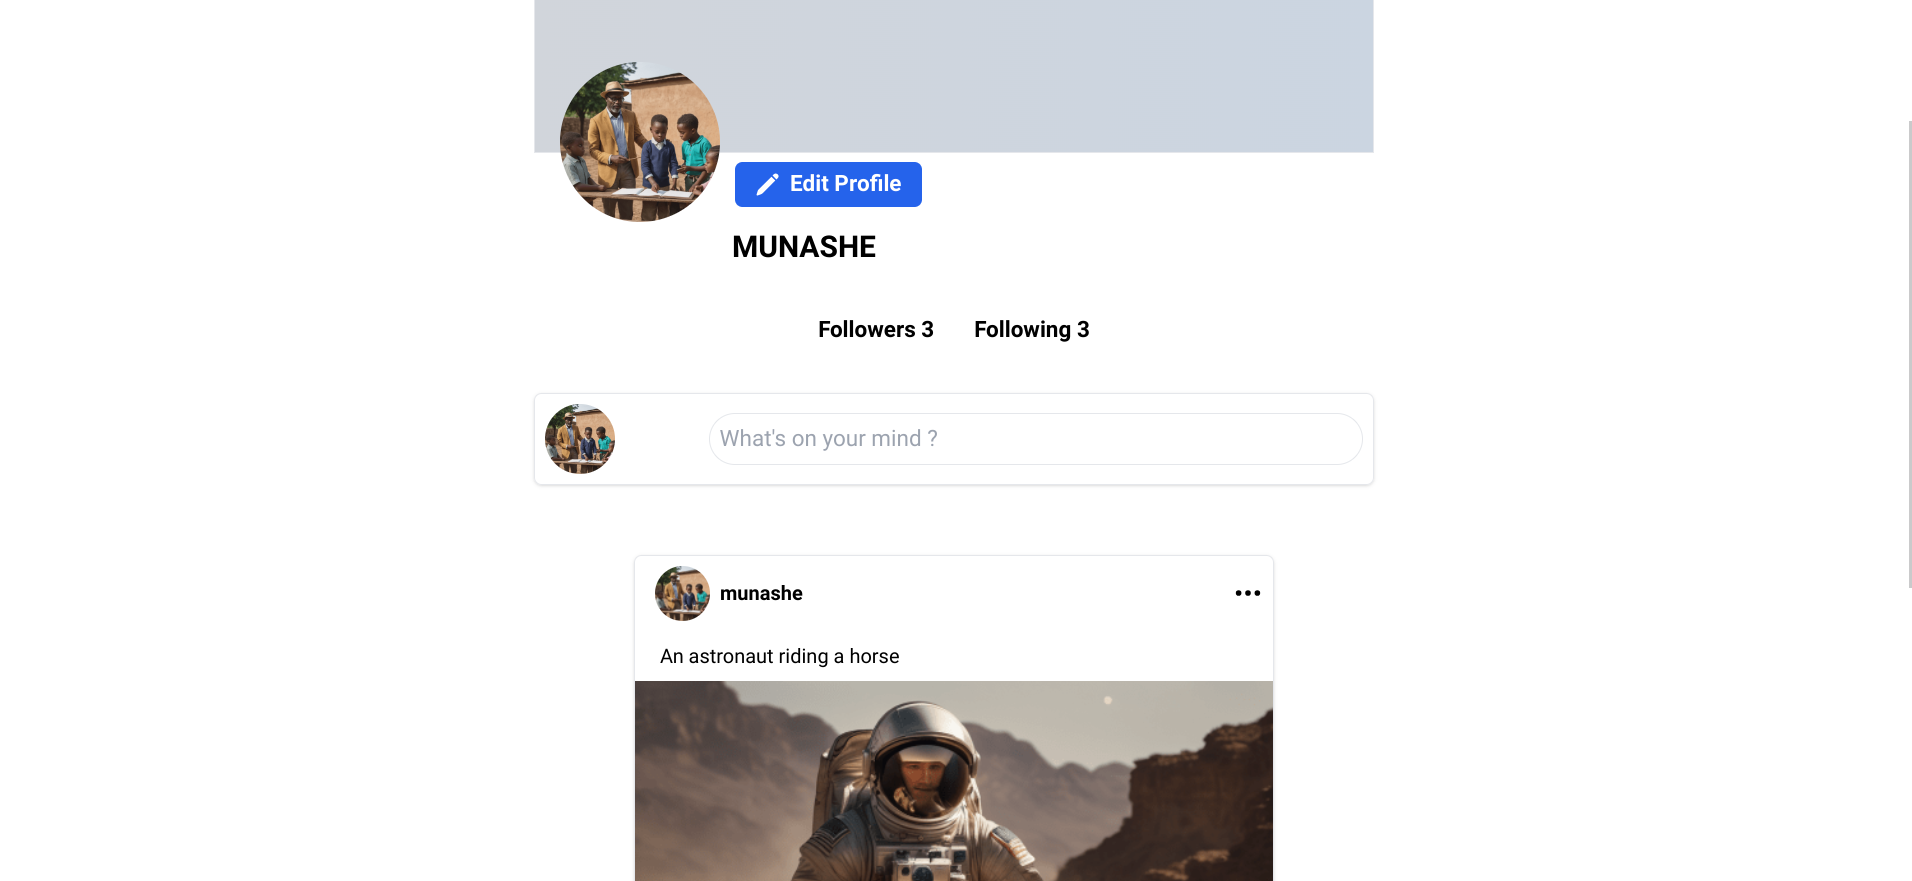 Edit Profile
MUNASHE
Followers 3 Following 3
What's on your mind ?
munashe
An astronaut riding a horse